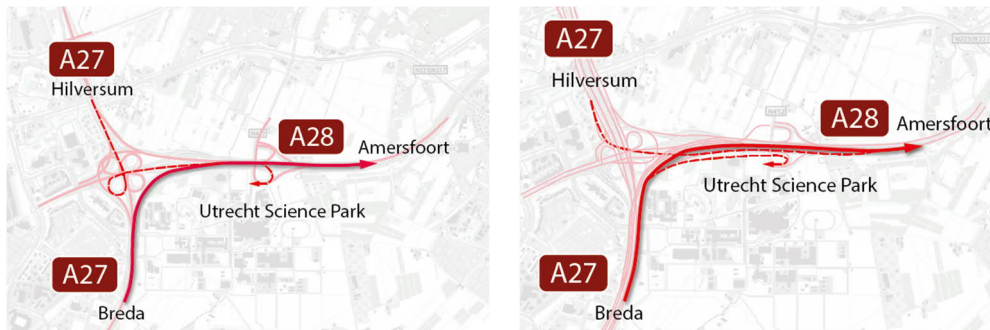 A27
Hilversum
A28
Amersfoort
Utrecht Science Park
A27
Breda
A27
Hilversum
A28
Amersfoort
Utrecht Science Park
A27
Breda